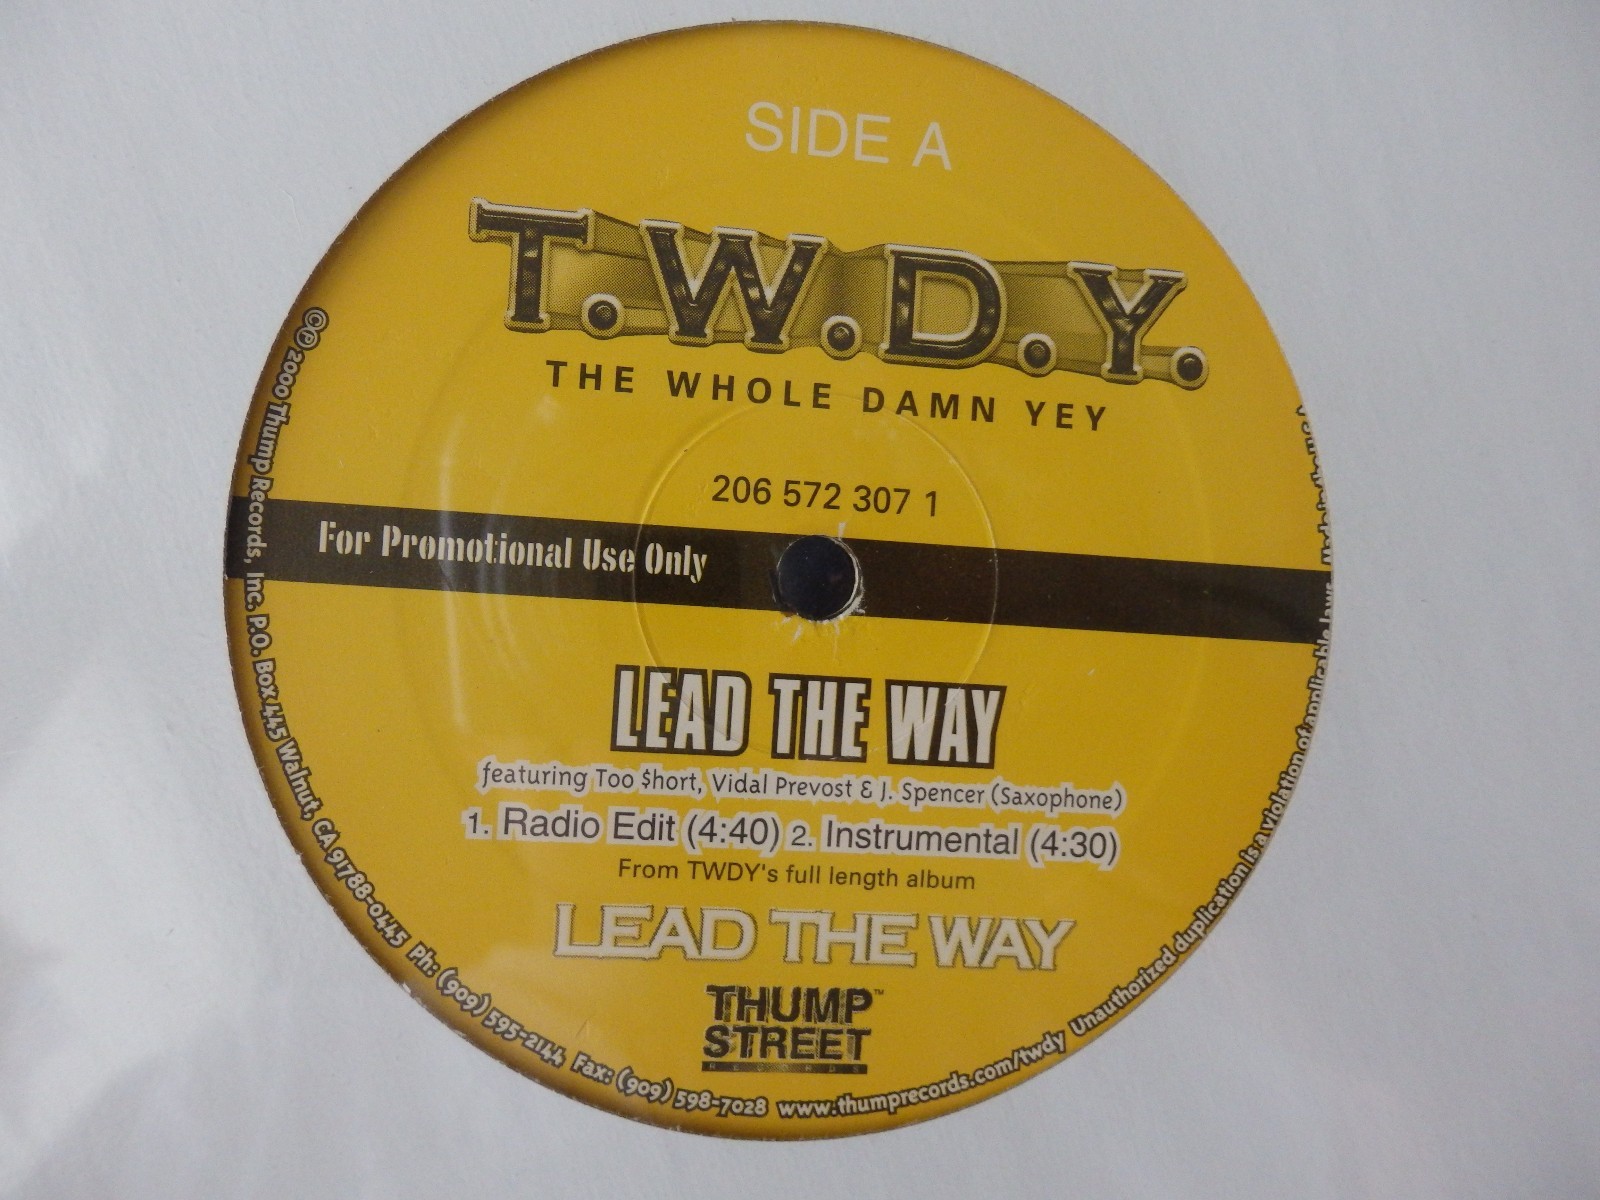 SIDE A
T.W.D.Y.
THE WHOLE DAMN YEY
206 572 307 1
For Promotional Use Only
LEAD THE WAY
featuring Too $hort, Vidal Prevost & J. Spencer (Saxophone)
1. Radio Edit (4:40) 2. Instrumental (4:30)
From TWDY's full length album
LEAD THE WAY
THUMP™
STREET
RECORDS
©℗ 2000 Thump Records, Inc. P.O. Box 445 Walnut, CA 91788-0445 Ph: (909) 595-2144 Fax: (909) 598-7028 www.thumprecords.com/twdy Unauthorized duplication is a violation of applicable laws.